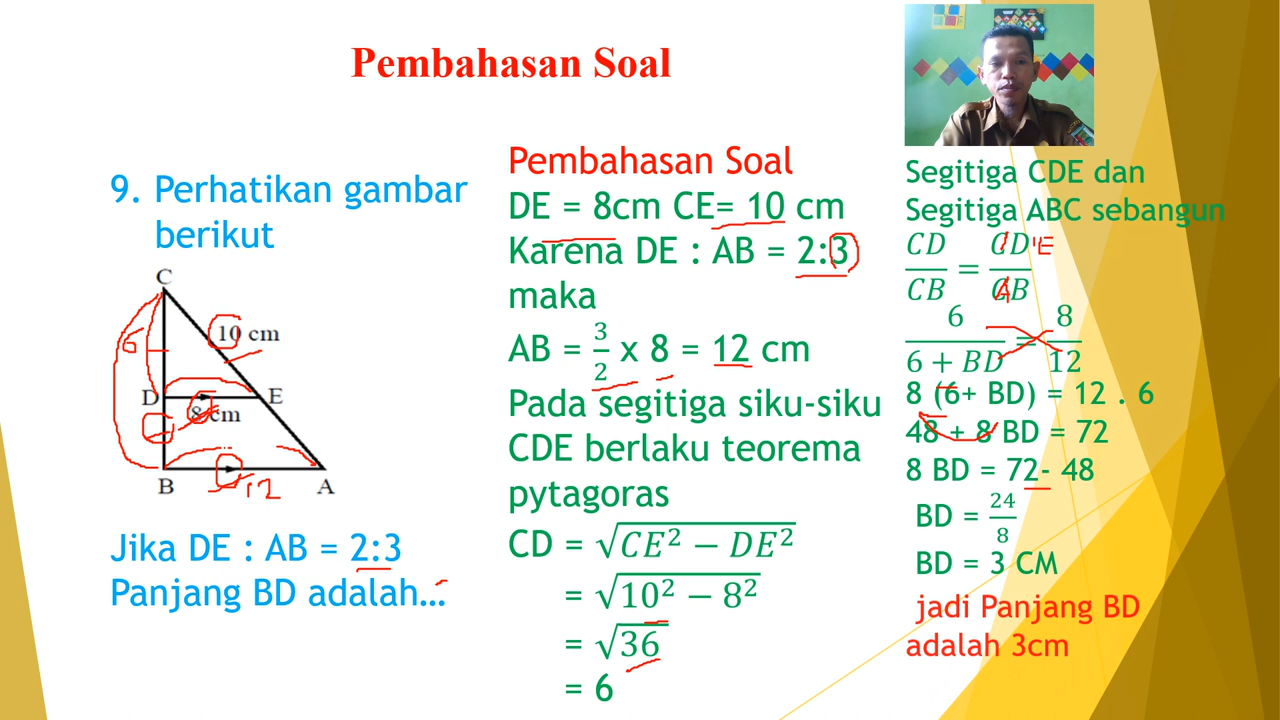 Pembahasan Soal
9. Perhatikan gambar
berikut
C
6
10 cm
D
E
8 cm
B
A
12
Jika DE : AB = 2:3
Panjang BD adalah...
Pembahasan Soal
DE = 8cm CE= 10 cm
Karena DE : AB = 2:3
maka
AB = 3/2 x 8 = 12 cm
Pada segitiga siku-siku
CDE berlaku teorema
pytagoras
CD = √CE² − DE²
= √10² − 8²
= √36
= 6
Segitiga CDE dan
Segitiga ABC sebangun
CD/CB = CD/CB
E
A
6/6 + BD = 8/12
8 (6+ BD) = 12 . 6
48 + 8 BD = 72
8 BD = 72- 48
BD = 24/8
BD = 3 CM
jadi Panjang BD
adalah 3cm